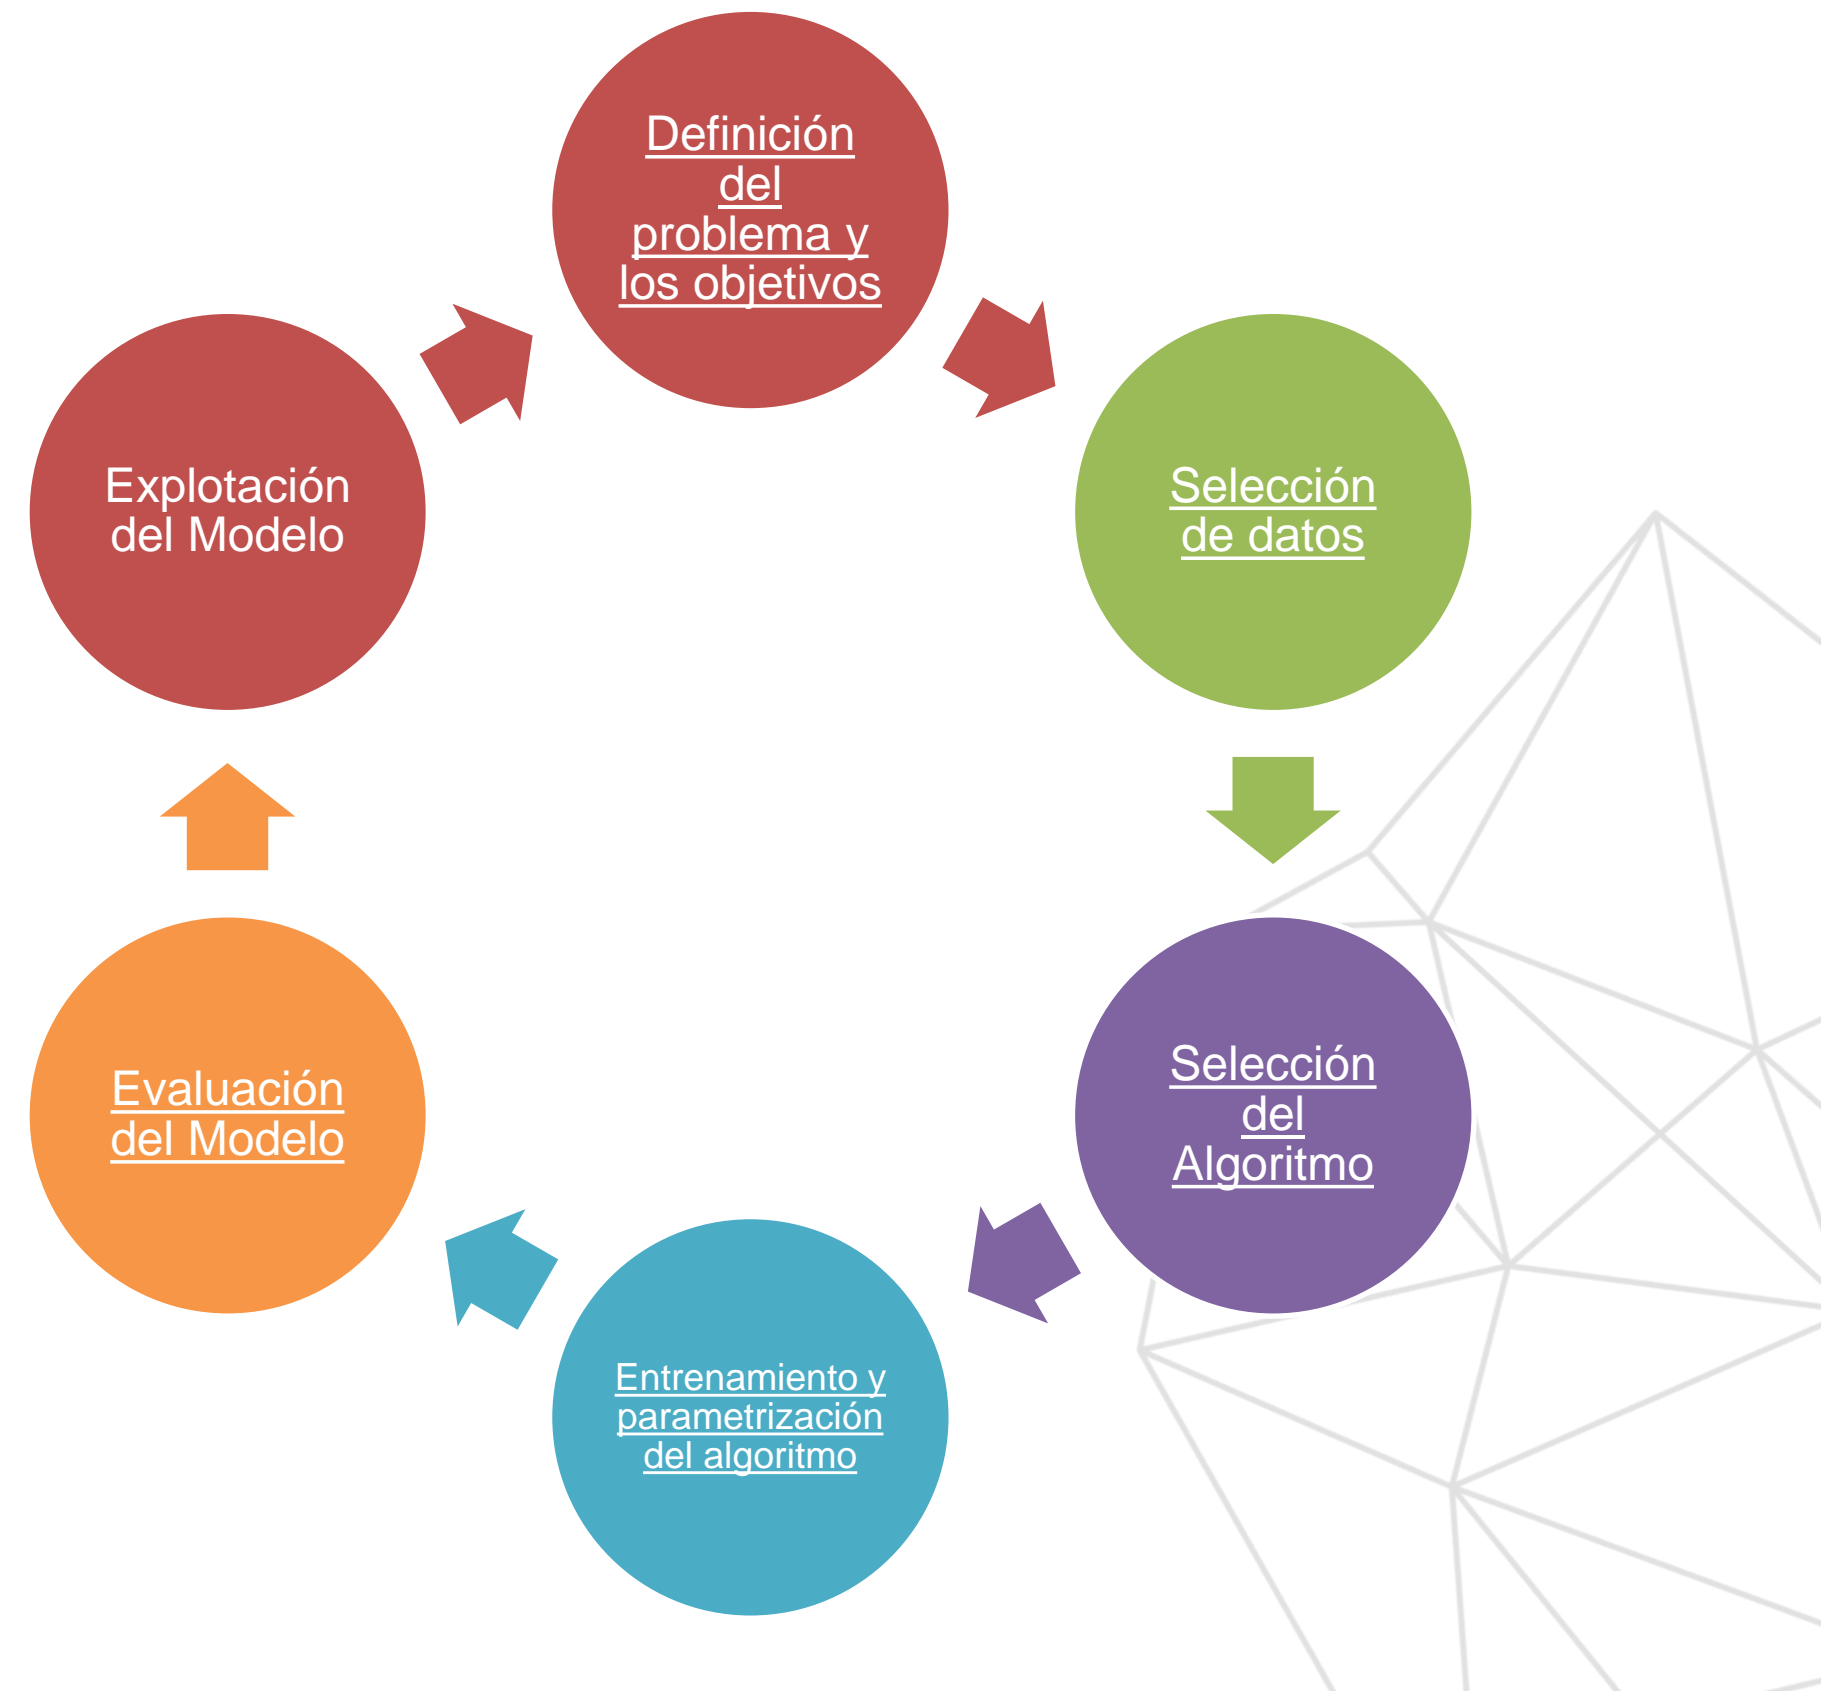 Definición
del
problema y
los objetivos
Selección
de datos
Selección
del
Algoritmo
Entrenamiento y
parametrización
del algoritmo
Evaluación
del Modelo
Explotación
del Modelo